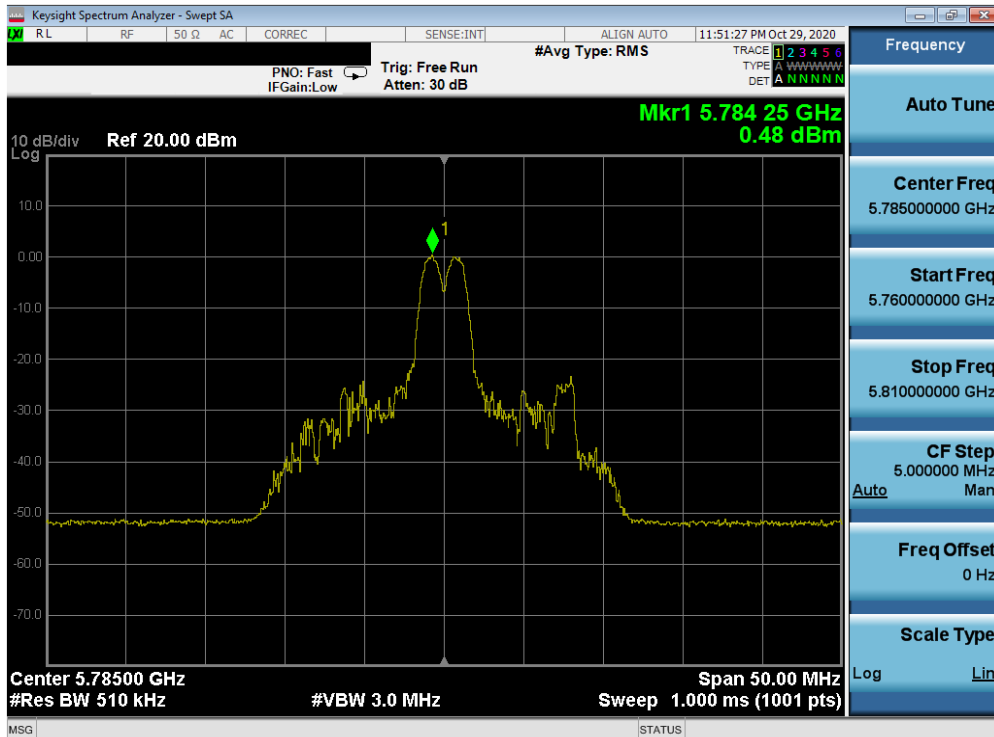 Keysight Spectrum Analyzer - Swept SA
LXI RL RF 50 Ω AC CORREC SENSE:INT ALIGN AUTO 11:51:27 PM Oct 29, 2020
PNO: Fast
IFGain:Low
Trig: Free Run
Atten: 30 dB
#Avg Type: RMS
TRACE 1 2 3 4 5 6
TYPE A WWWWW
DET A N N N N N
Mkr1 5.784 25 GHz
0.48 dBm
10 dB/div Ref 20.00 dBm
Log
1
10.0
0.00
-10.0
-20.0
-30.0
-40.0
-50.0
-60.0
-70.0
Center 5.78500 GHz Span 50.00 MHz
#Res BW 510 kHz #VBW 3.0 MHz Sweep 1.000 ms (1001 pts)
MSG STATUS
Frequency
Auto Tune
Center Freq
5.785000000 GHz
Start Freq
5.760000000 GHz
Stop Freq
5.810000000 GHz
CF Step
5.000000 MHz
Auto Man
Freq Offset
0 Hz
Scale Type
Log Lin